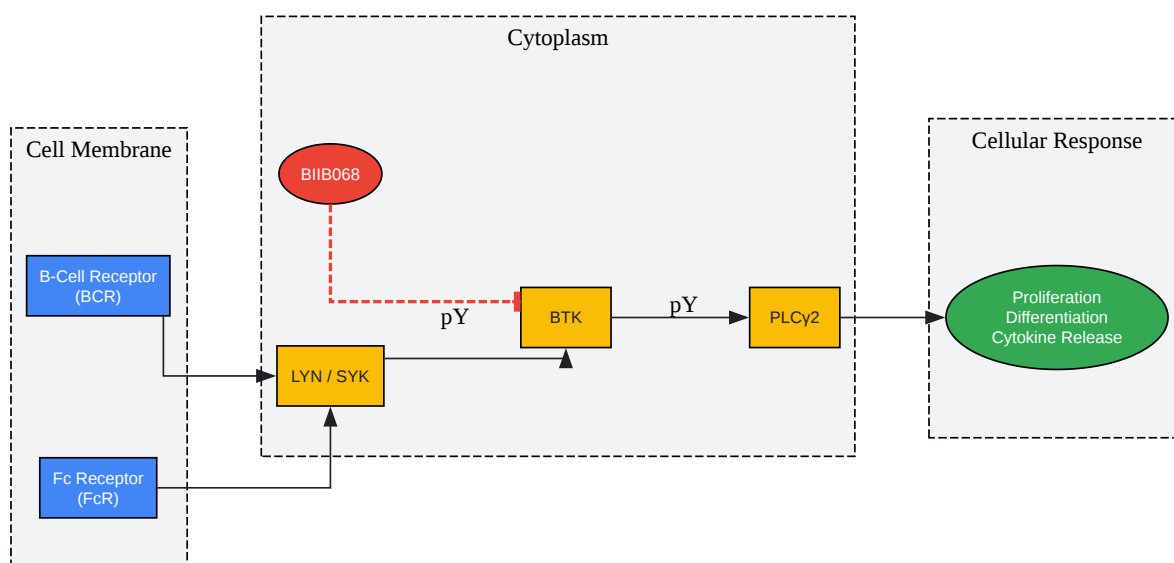 Cytoplasm
Cell Membrane
Cellular Response
BIIB068
B-Cell Receptor
(BCR)
pY
BTK
pY
PLCγ2
Proliferation
Differentiation
Cytokine Release
LYN / SYK
Fc Receptor
(FcR)